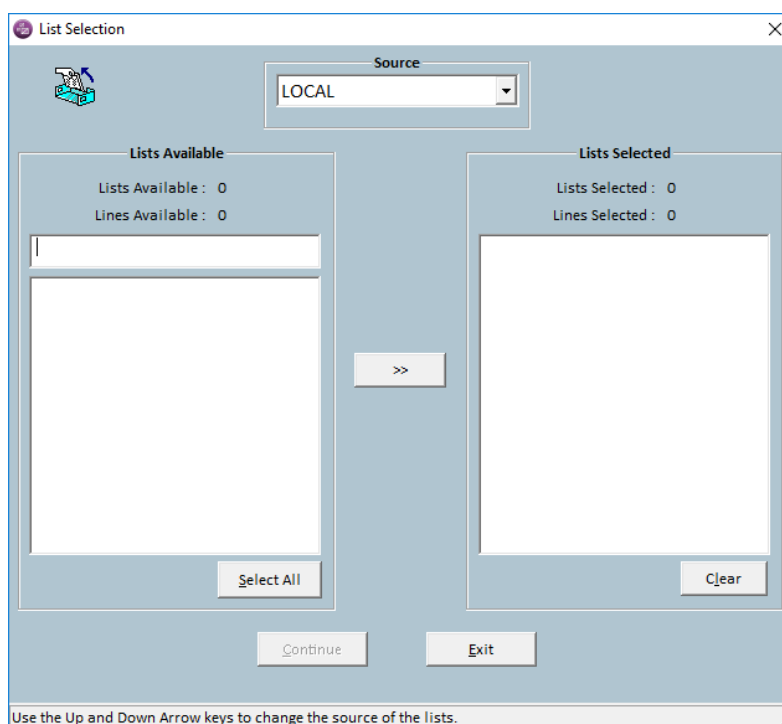 List Selection
Source
LOCAL
Lists Available
Lists Available : 0
Lines Available : 0
Select All
>>
Lists Selected
Lists Selected : 0
Lines Selected : 0
Clear
Continue
Exit
Use the Up and Down Arrow keys to change the source of the lists.